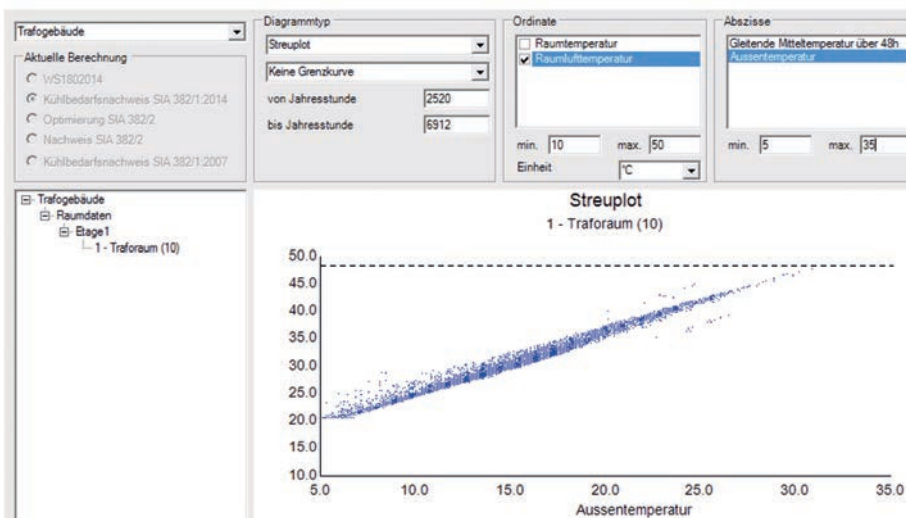 Trafogebäude
Aktuelle Berechnung
WS1802014
Kühlbedarfsnachweis SIA 382/1:2014
Optimierung SIA 382/2
Nachweis SIA 382/2
Kühlbedarfsnachweis SIA 382/1:2007
Diagrammtyp
Streuplot
Keine Grenzkurve
von Jahresstunde 2520
bis Jahresstunde 6912
Ordinate
Raumtemperatur
Raumlufttemperatur
min. 10 max. 50
Einheit °C
Abszisse
Gleitende Mitteltemperatur über 48h
Aussentemperatur
min. 5 max. 35
Trafogebäude
Raumdaten
Etage1
1 - Traforaum (10)
Streuplot
1 - Traforaum (10)
50.0
45.0
40.0
35.0
30.0
25.0
20.0
15.0
10.0
5.0 10.0 15.0 20.0 25.0 30.0 35.0
Aussentemperatur